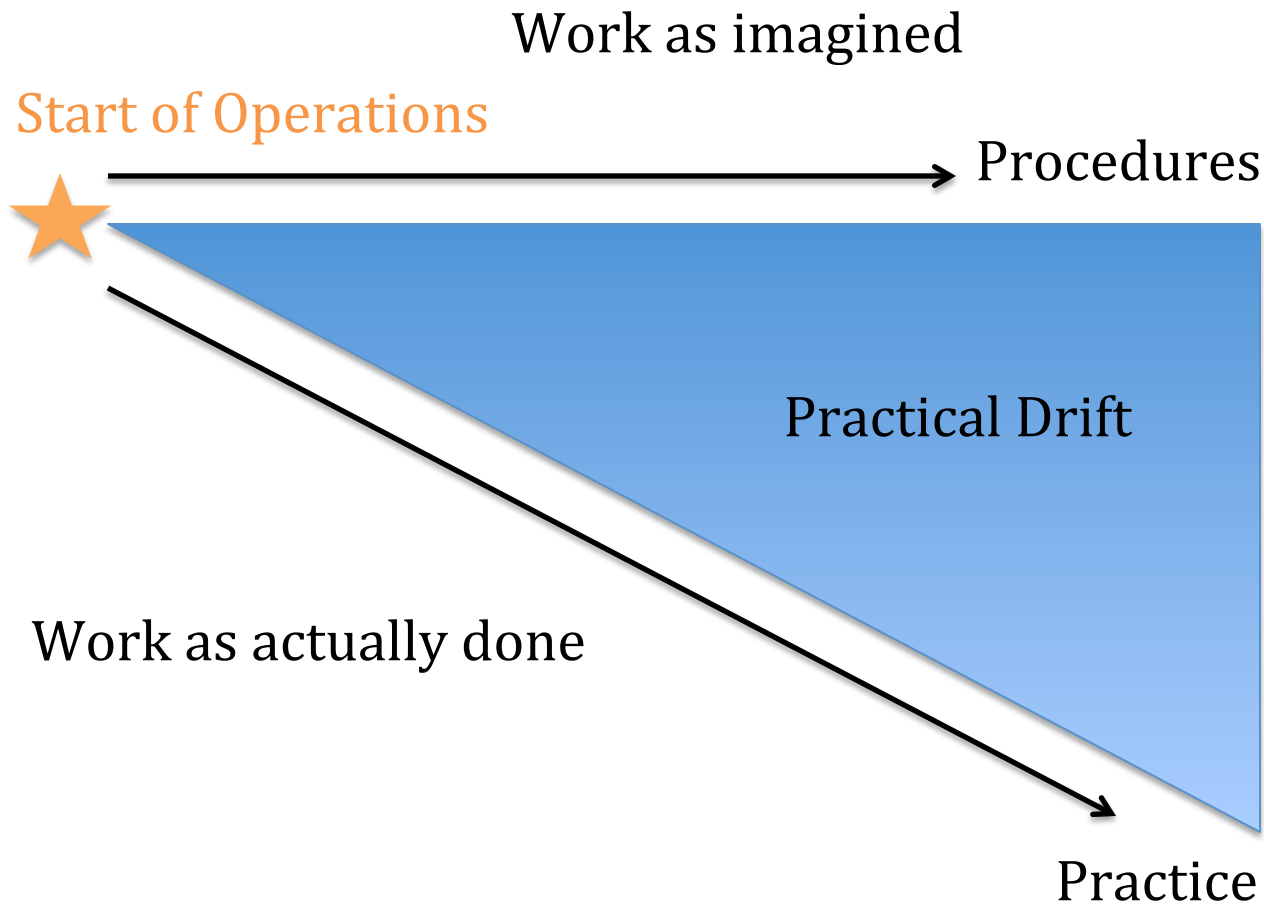 Work as imagined
Start of Operations
Procedures
Practical Drift
Work as actually done
Practice